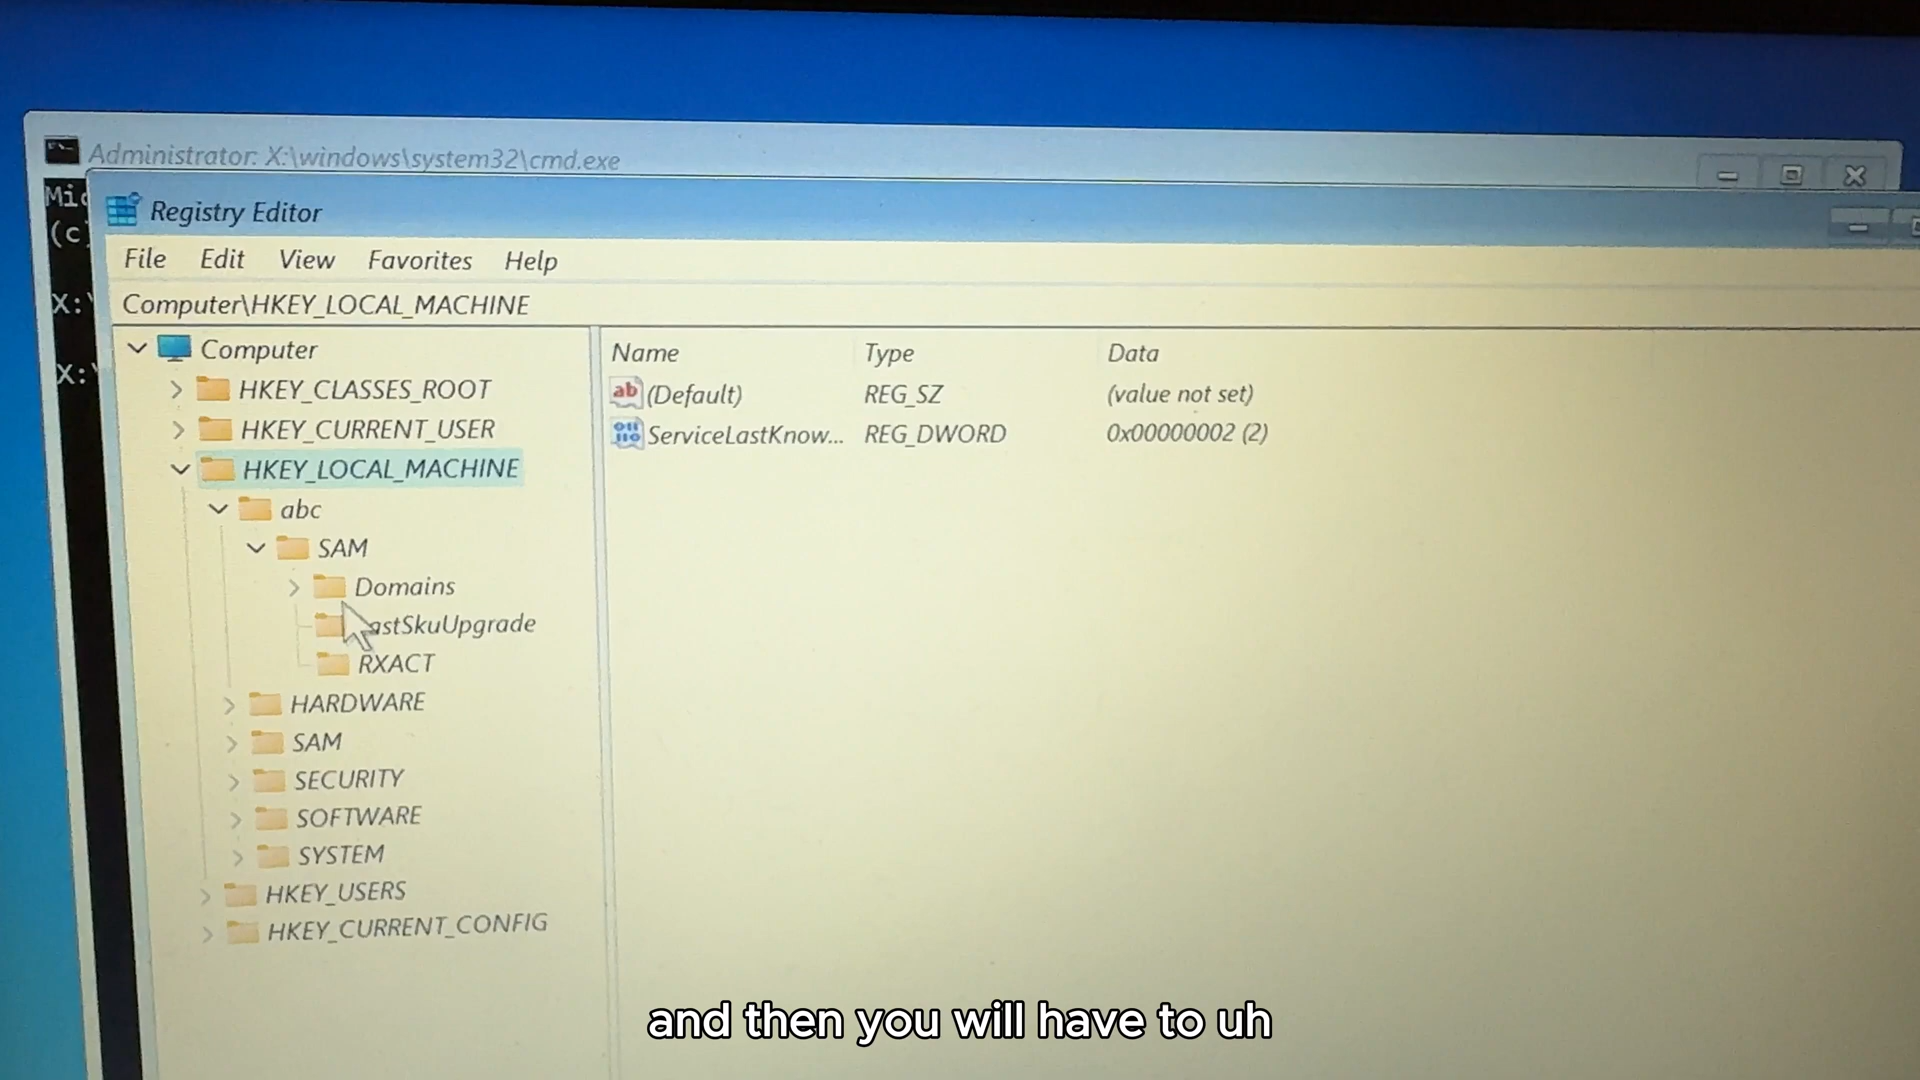 Administrator: X:\windows\system32\cmd.exe
Registry Editor
File Edit View Favorites Help
Computer\HKEY_LOCAL_MACHINE
Computer
HKEY_CLASSES_ROOT
HKEY_CURRENT_USER
HKEY_LOCAL_MACHINE
abc
SAM
Domains
astSkuUpgrade
RXACT
HARDWARE
SAM
SECURITY
SOFTWARE
SYSTEM
HKEY_USERS
HKEY_CURRENT_CONFIG
Name Type Data
(Default) REG_SZ (value not set)
ServiceLastKnow... REG_DWORD 0x00000002 (2)
Mic
(c)
X:\
X:\
and then you will have to uh